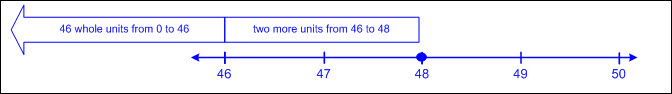 46 whole units from 0 to 46 two more units from 46 to 48
46 47 48 49 50